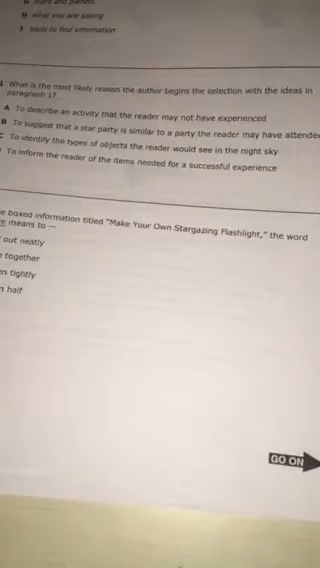 G stars and planets
H what you are seeing
J tools to find information
1 What is the most likely reason the author begins the selection with the ideas in
paragraph 1?
A To describe an activity that the reader may not have experienced
B To suggest that a star party is similar to a party the reader may have attended
C To identify the types of objects the reader would see in the night sky
To inform the reader of the items needed for a successful experience
e boxed information titled "Make Your Own Stargazing Flashlight," the word
means to —
out neatly
together
tightly
half
GO ON